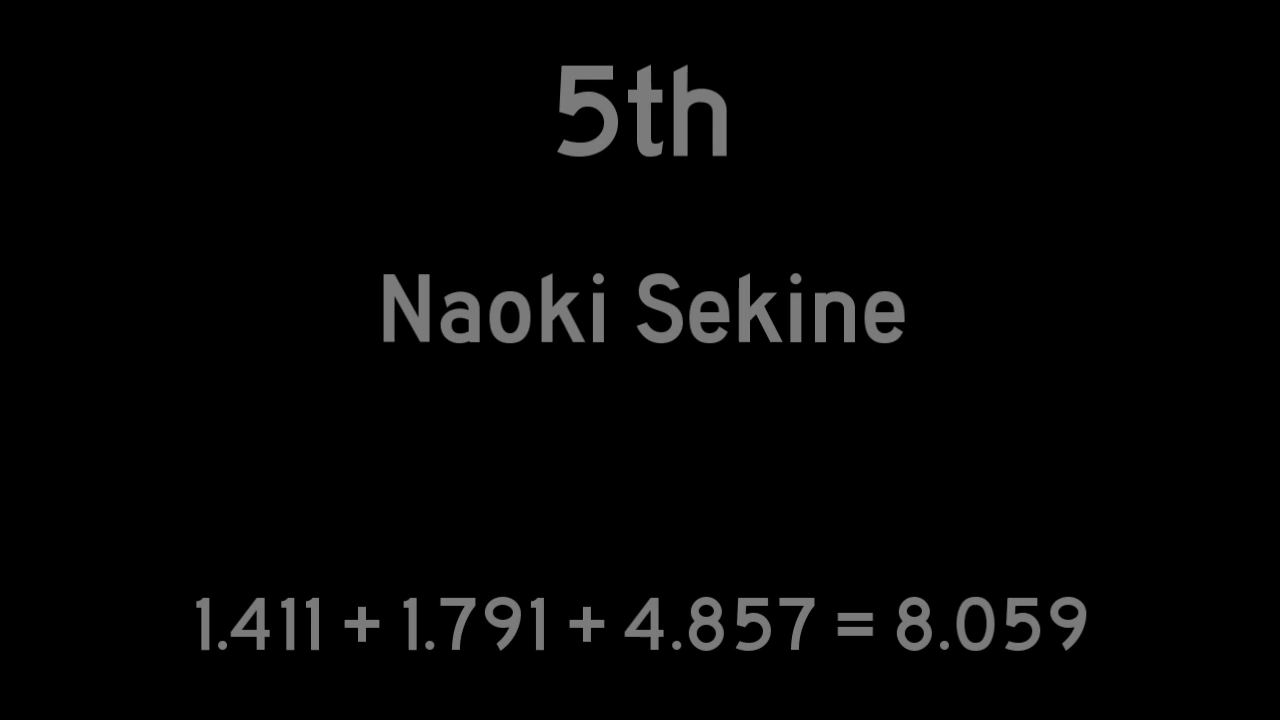 5th
Naoki Sekine
1.411 + 1.791 + 4.857 = 8.059